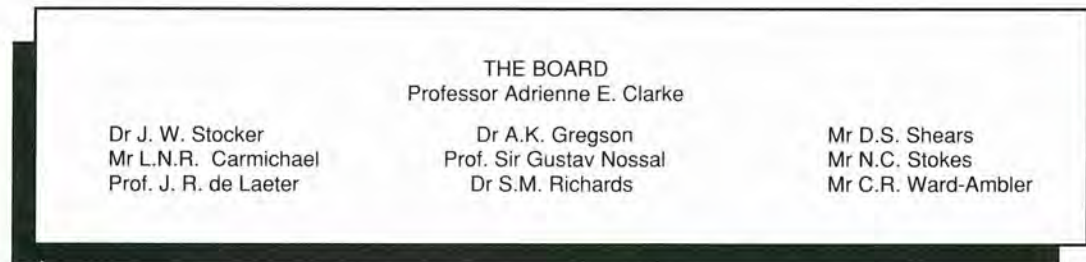 THE BOARD
Professor Adrienne E. Clarke
Dr J. W. Stocker
Mr L.N.R. Carmichael
Prof. J. R. de Laeter
Dr A.K. Gregson
Prof. Sir Gustav Nossal
Dr S.M. Richards
Mr D.S. Shears
Mr N.C. Stokes
Mr C.R. Ward-Ambler